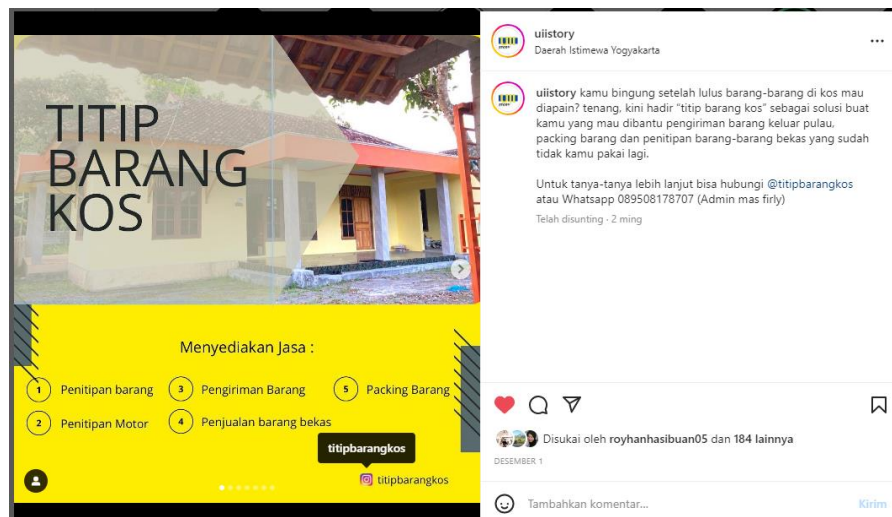 TITIP
BARANG
KOS
Menyediakan Jasa :
1 Penitipan barang
2 Penitipan Motor
3 Pengiriman Barang
4 Penjualan barang bekas
5 Packing Barang
titipbarangkos
titipbarangkos
uiistory
Daerah Istimewa Yogyakarta
uiistory kamu bingung setelah lulus barang-barang di kos mau
diapain? tenang, kini hadir "titip barang kos" sebagai solusi buat
kamu yang mau dibantu pengiriman barang keluar pulau,
packing barang dan penitipan barang-barang bekas yang sudah
tidak kamu pakai lagi.
Untuk tanya-tanya lebih lanjut bisa hubungi @titipbarangkos
atau Whatsapp 089508178707 (Admin mas firly)
Telah disunting · 2 ming
Disukai oleh royhanhasibuan05 dan 184 lainnya
DESEMBER 1
Tambahkan komentar...
Kirim